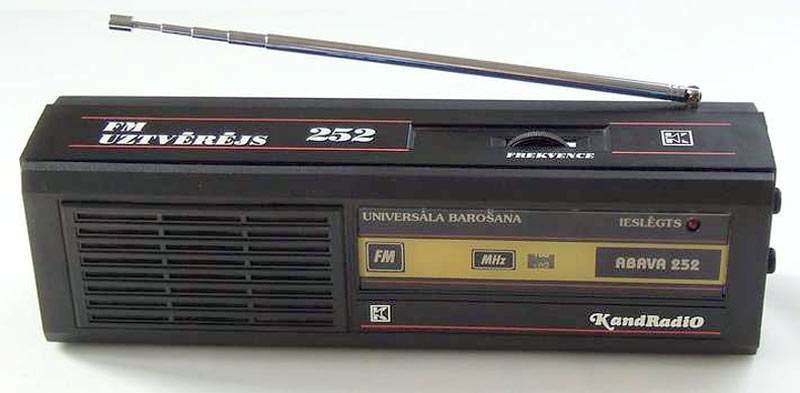 FM
UZTVĒRĒJS 252
FREKVENCE
UNIVERSĀLA BAROŠANA IESLĒGTS
FM MHz ABAVA 252
KandRadiO